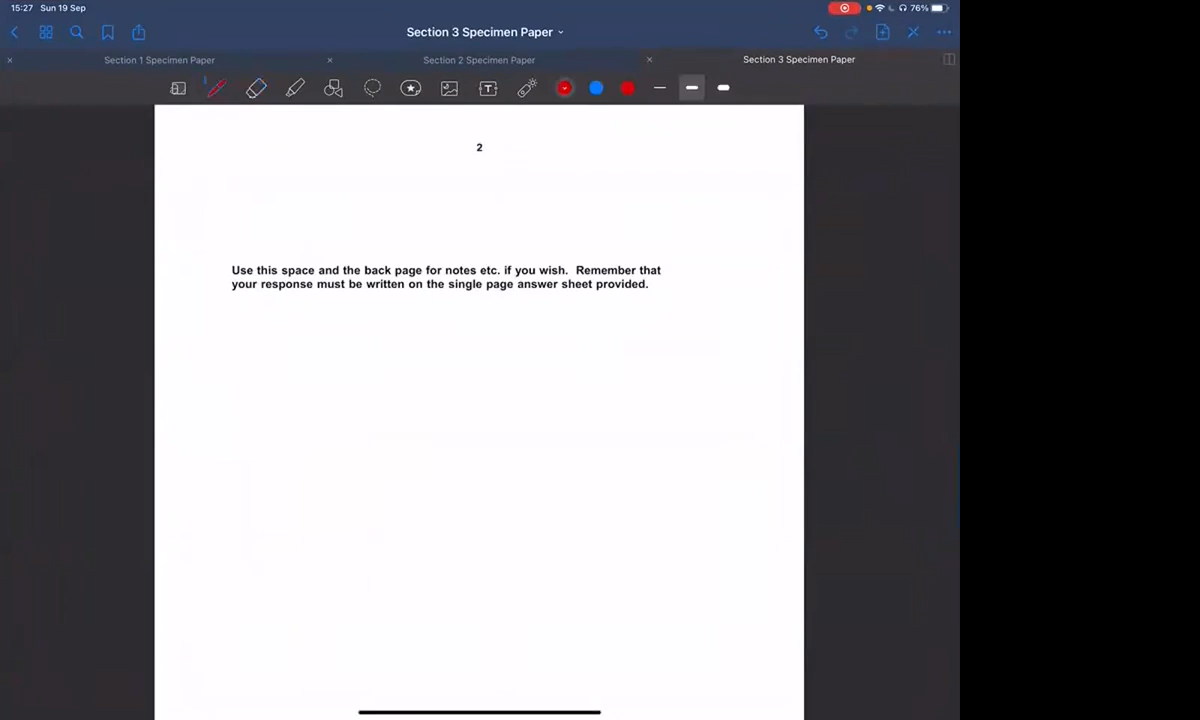 15:27 Sun 19 Sep
76%
Section 3 Specimen Paper
Section 1 Specimen Paper
Section 2 Specimen Paper
Section 3 Specimen Paper
T
2
Use this space and the back page for notes etc. if you wish. Remember that
your response must be written on the single page answer sheet provided.